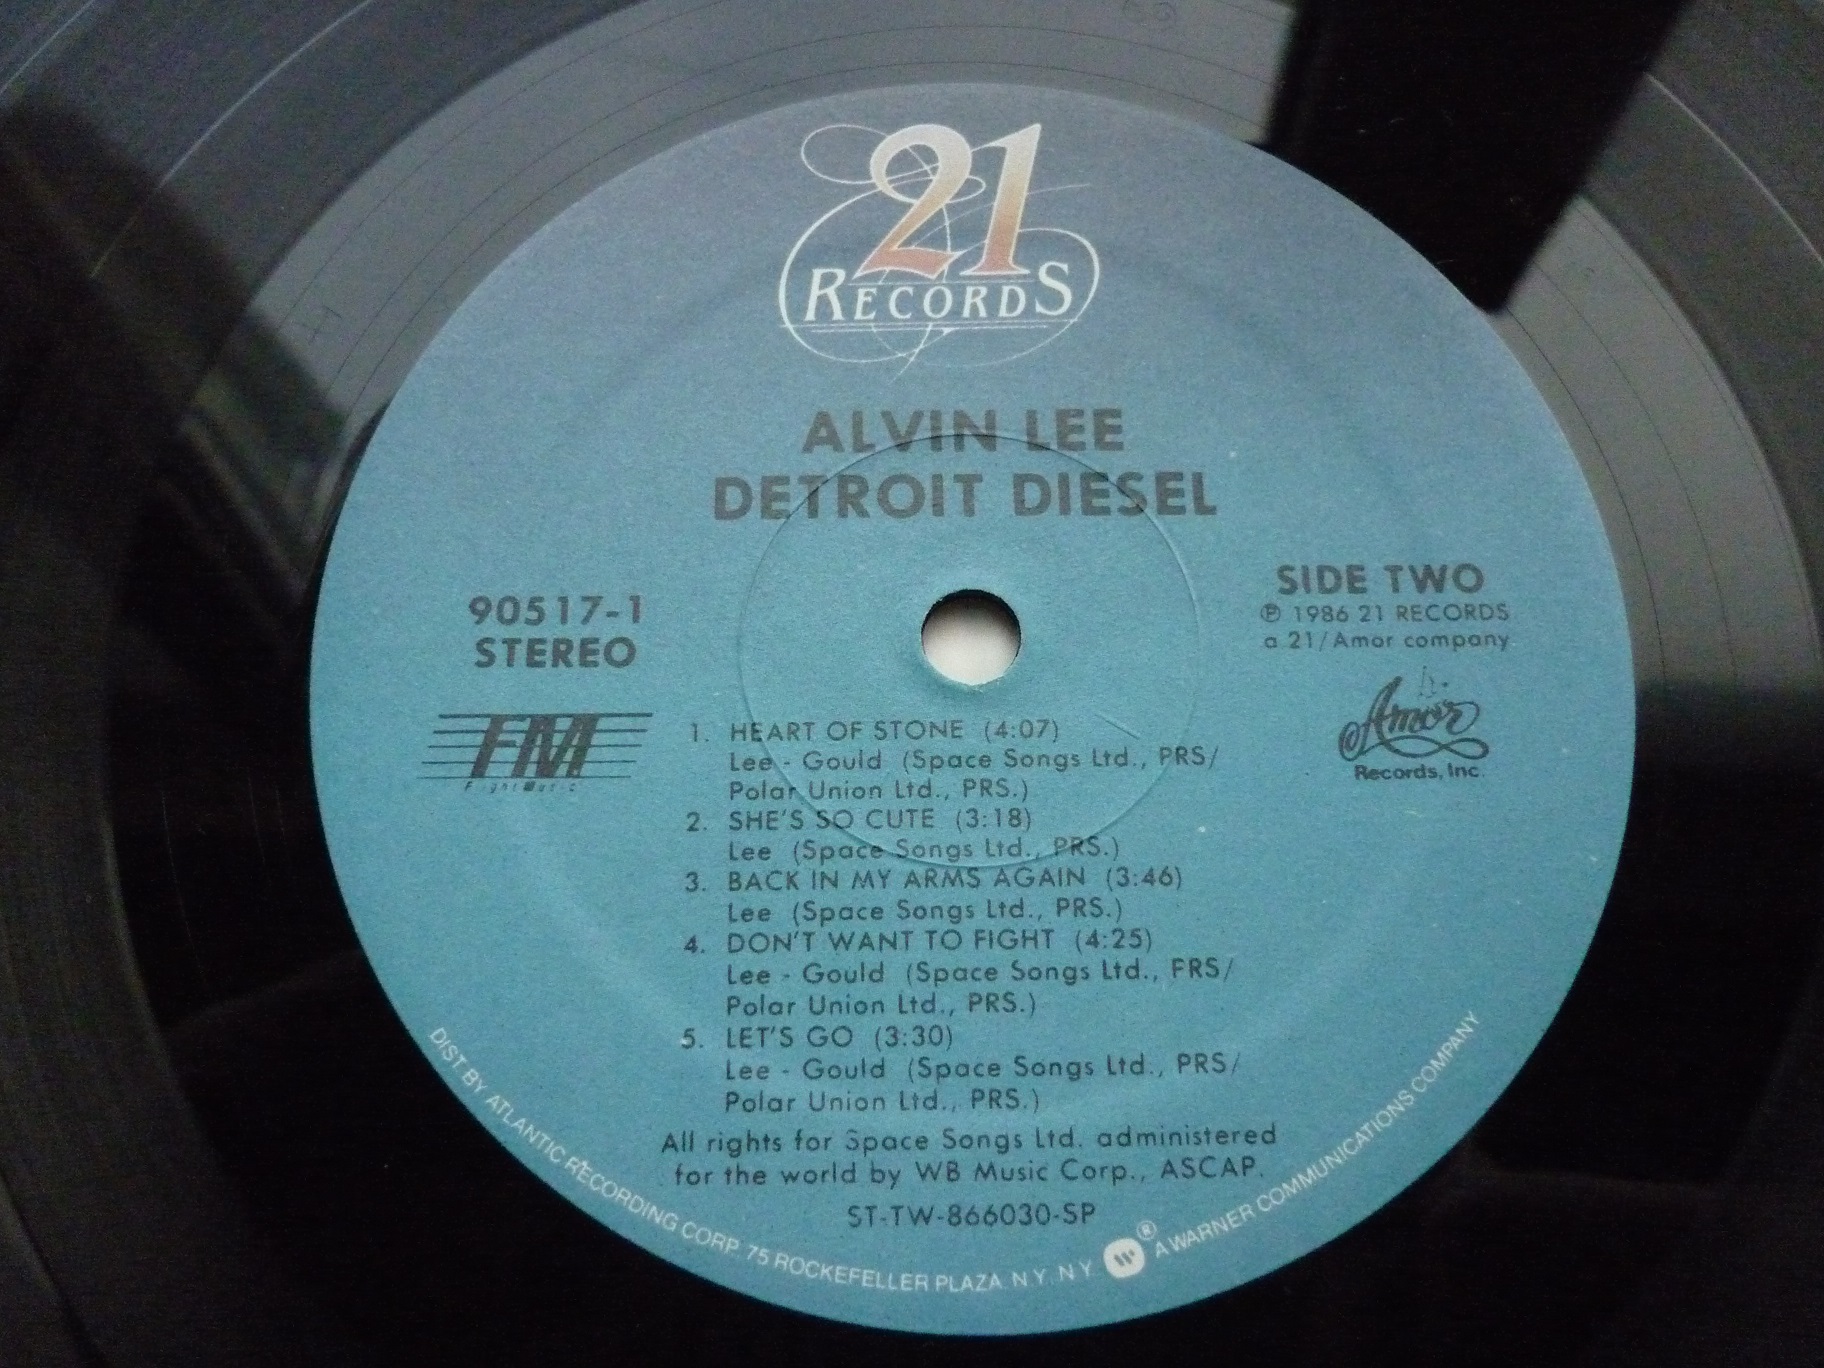 21
RECORDS
ALVIN LEE
DETROIT DIESEL
90517-1
STEREO
SIDE TWO
℗ 1986 21 RECORDS
a 21/Amor company
FM
FlightMusic
Amor
Records, Inc.
1. HEART OF STONE (4:07)
Lee - Gould (Space Songs Ltd., PRS/
Polar Union Ltd., PRS.)
2. SHE'S SO CUTE (3:18)
Lee (Space Songs Ltd., PRS.)
3. BACK IN MY ARMS AGAIN (3:46)
Lee (Space Songs Ltd., PRS.)
4. DON'T WANT TO FIGHT (4:25)
Lee - Gould (Space Songs Ltd., FRS/
Polar Union Ltd., PRS.)
5. LET'S GO (3:30)
Lee - Gould (Space Songs Ltd., PRS/
Polar Union Ltd., PRS.)
All rights for Space Songs Ltd. administered
for the world by WB Music Corp., ASCAP.
ST-TW-866030-SP
DIST. BY ATLANTIC RECORDING CORP. 75 ROCKEFELLER PLAZA. N.Y. N.Y. ® A WARNER COMMUNICATIONS COMPANY